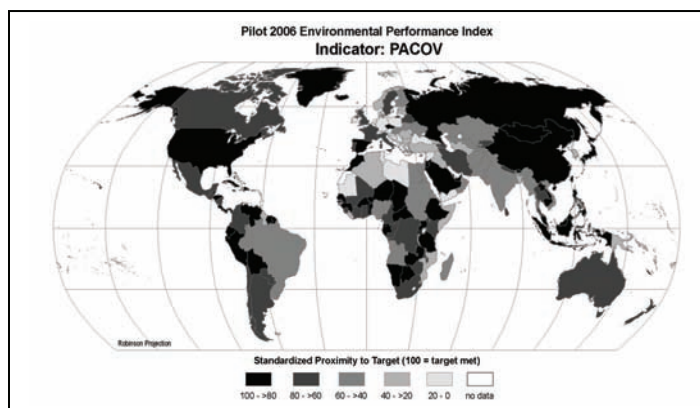 Pilot 2006 Environmental Performance Index
Indicator: PACOV
Robinson Projection
Standardized Proximity to Target (100 = target met)
100 - >80 80 - >60 60 - >40 40 - >20 20 - 0 no data